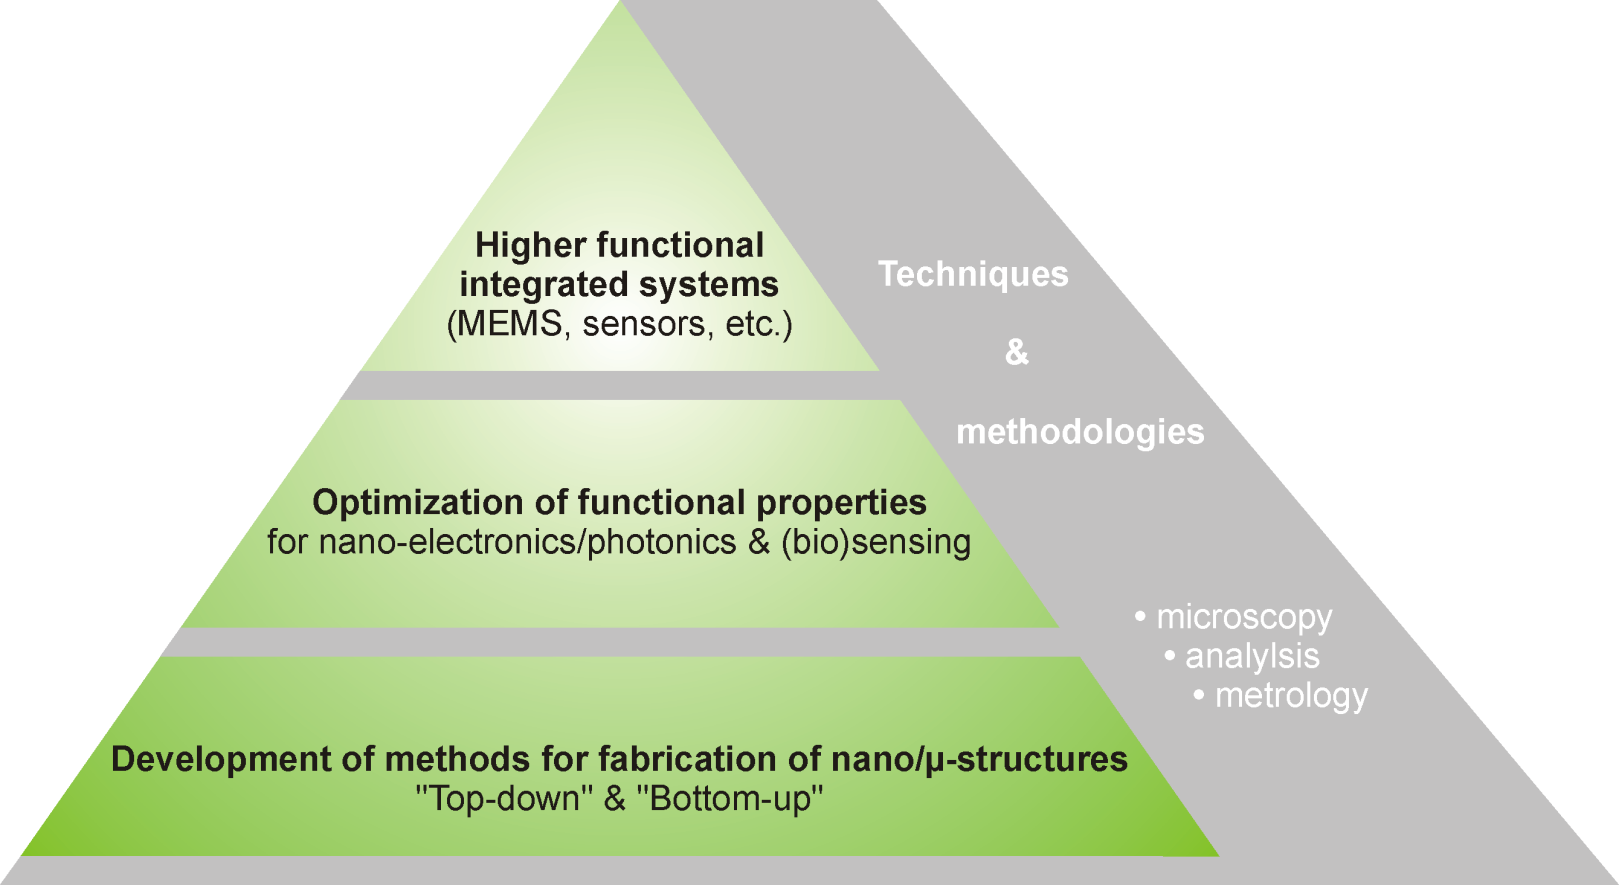 Higher functional
integrated systems
(MEMS, sensors, etc.)
Techniques
&
methodologies
Optimization of functional properties
for nano-electronics/photonics & (bio)sensing
• microscopy
• analylsis
• metrology
Development of methods for fabrication of nano/µ-structures
"Top-down" & "Bottom-up"